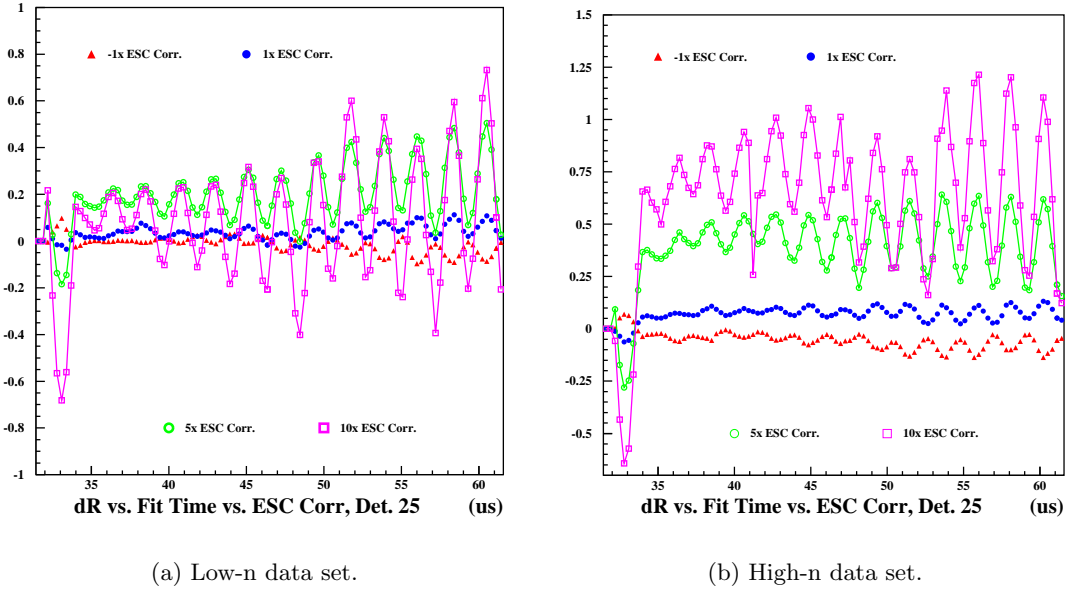 1
0.8
0.6
0.4
0.2
0
-0.2
-0.4
-0.6
-0.8
-1
-1x ESC Corr.
1x ESC Corr.
5x ESC Corr.
10x ESC Corr.
35 40 45 50 55 60
dR vs. Fit Time vs. ESC Corr, Det. 25 (us)
(a) Low-n data set.
1.5
1.25
1
0.75
0.5
0.25
0
-0.25
-0.5
-1x ESC Corr.
1x ESC Corr.
5x ESC Corr.
10x ESC Corr.
35 40 45 50 55 60
dR vs. Fit Time vs. ESC Corr, Det. 25 (us)
(b) High-n data set.